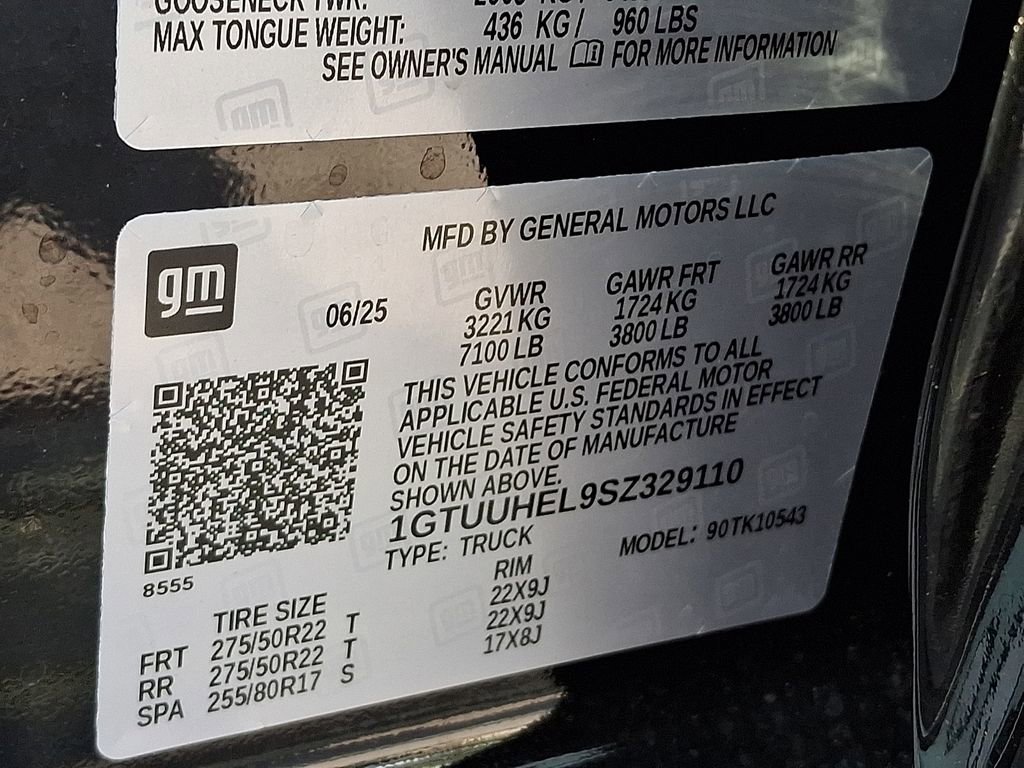 GOOSENECK TWR:
MAX TONGUE WEIGHT: 436 KG / 960 LBS
SEE OWNER'S MANUAL FOR MORE INFORMATION
gm
MFD BY GENERAL MOTORS LLC
06/25 GVWR GAWR FRT GAWR RR
3221 KG 1724 KG 1724 KG
7100 LB 3800 LB 3800 LB
THIS VEHICLE CONFORMS TO ALL
APPLICABLE U.S. FEDERAL MOTOR
VEHICLE SAFETY STANDARDS IN EFFECT
ON THE DATE OF MANUFACTURE
SHOWN ABOVE.
1GTUUHEL9SZ329110
TYPE: TRUCK MODEL: 90TK10543
8555
TIRE SIZE RIM
FRT 275/50R22 T 22X9J
RR 275/50R22 T 22X9J
SPA 255/80R17 S 17X8J